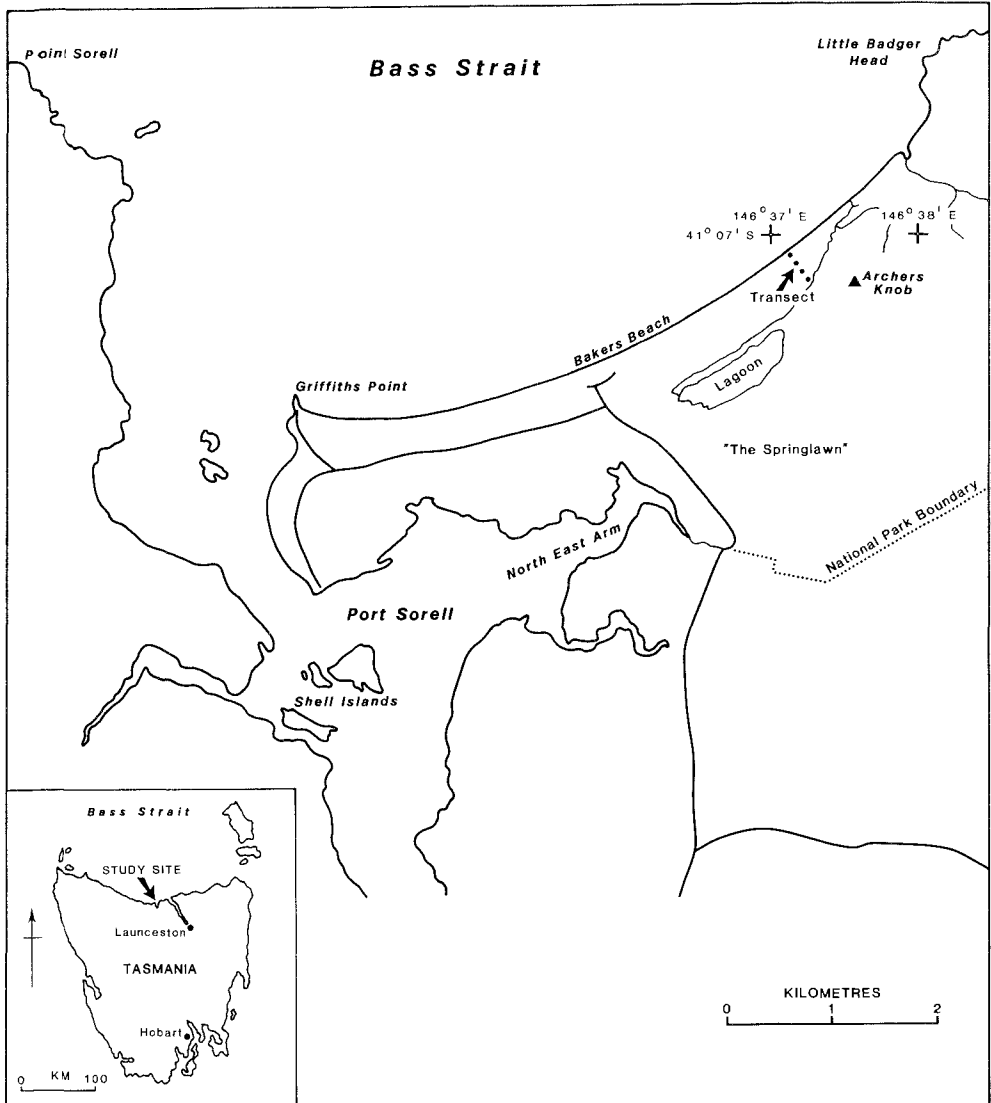 Point Sorell
Bass Strait
Little Badger
Head
146° 37' E
41° 07' S
146° 38' E
Archers
Knob
Transect
Bakers Beach
Lagoon
Griffiths Point
"The Springlawn"
National Park Boundary
North East Arm
Port Sorell
Shell Islands
Bass Strait
STUDY SITE
Launceston
TASMANIA
Hobart
0 KM 100
KILOMETRES
0 1 2